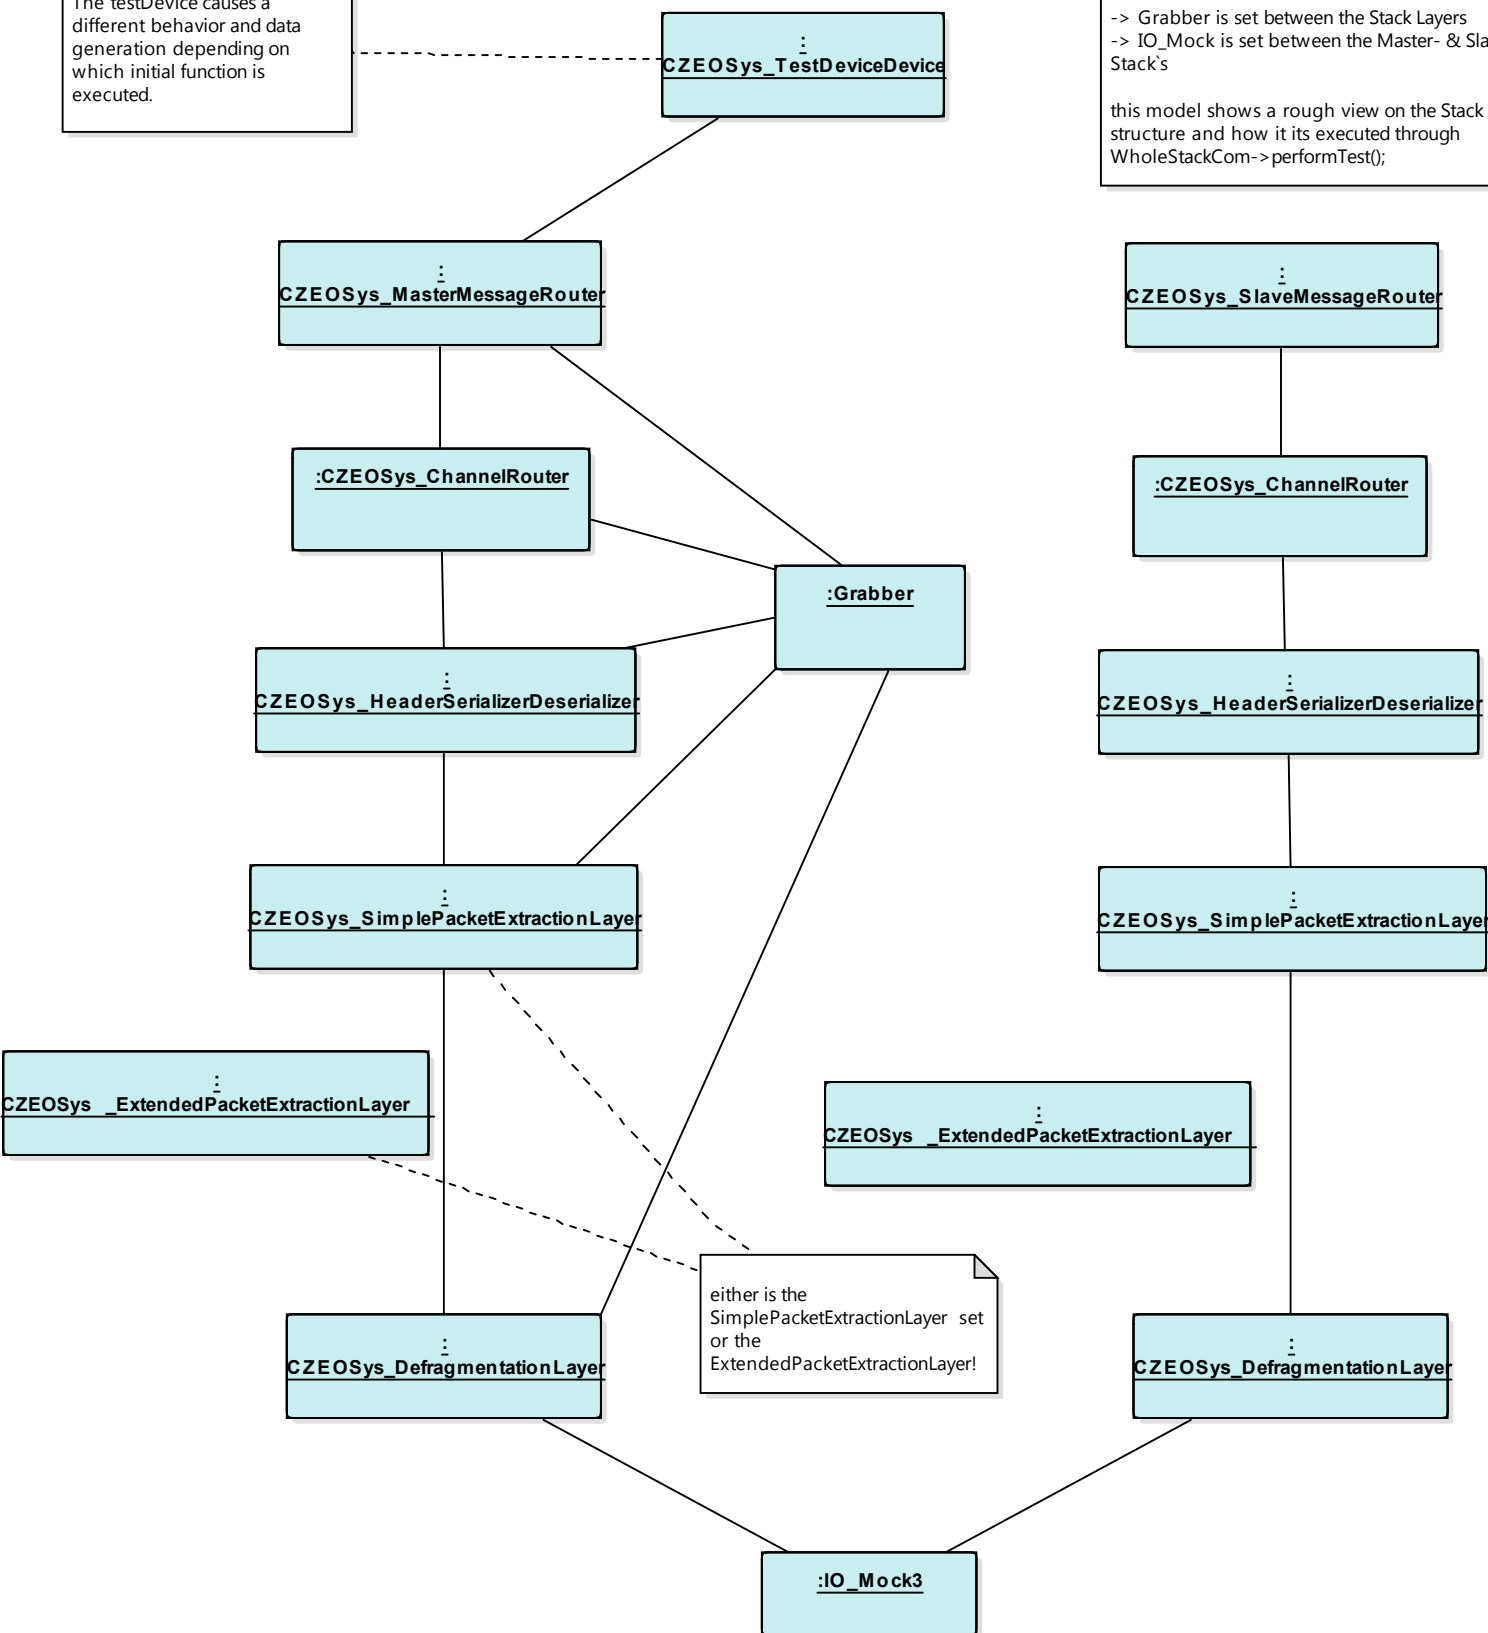 The testDevice causes a
different behavior and data
generation depending on
which initial function is
executed.
:
CZEOSys_TestDeviceDevice
-> Grabber is set between the Stack Layers
-> IO_Mock is set between the Master- & Sla
Stack`s
this model shows a rough view on the Stack
structure and how it its executed through
WholeStackCom->performTest();
:
CZEOSys_MasterMessageRouter
:
CZEOSys_SlaveMessageRouter
:CZEOSys_ChannelRouter
:CZEOSys_ChannelRouter
:Grabber
:
CZEOSys_HeaderSerializerDeserializer
:
CZEOSys_HeaderSerializerDeserializer
:
CZEOSys_SimplePacketExtractionLayer
:
CZEOSys_SimplePacketExtractionLayer
:
CZEOSys _ExtendedPacketExtractionLayer
:
CZEOSys _ExtendedPacketExtractionLayer
either is the
SimplePacketExtractionLayer set
or the
ExtendedPacketExtractionLayer!
:
CZEOSys_DefragmentationLayer
:
CZEOSys_DefragmentationLayer
:IO_Mock3